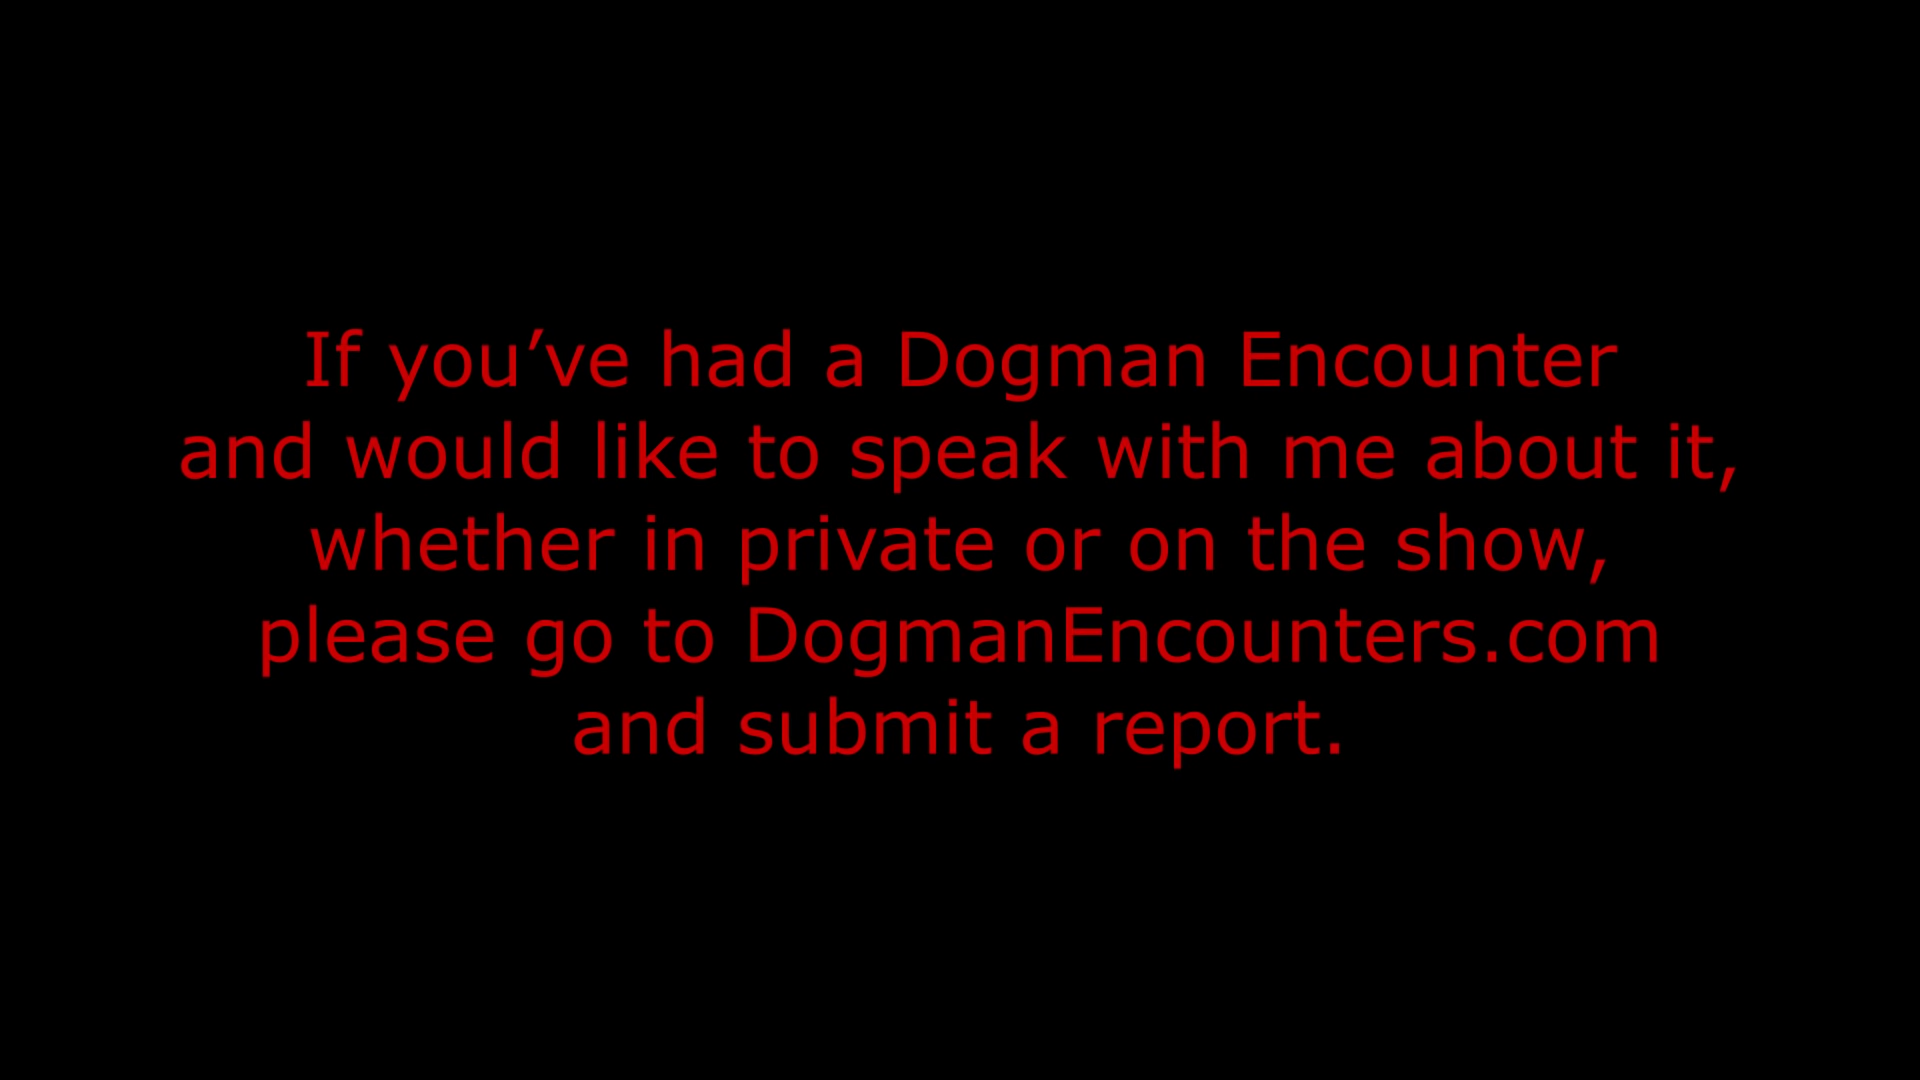 If you’ve had a Dogman Encounter
and would like to speak with me about it,
whether in private or on the show,
please go to DogmanEncounters.com
and submit a report.